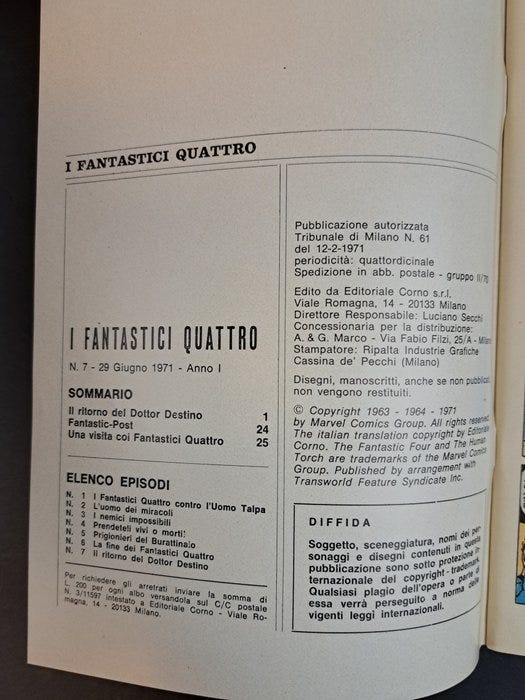 I FANTASTICI QUATTRO
I FANTASTICI QUATTRO
N. 7 - 29 Giugno 1971 - Anno I
SOMMARIO
Il ritorno del Dottor Destino 1
Fantastic-Post 24
Una visita coi Fantastici Quattro 25
ELENCO EPISODI
N. 1 I Fantastici Quattro contro l'Uomo Talpa
N. 2 L'uomo dei miracoli
N. 3 I nemici impossibili
N. 4 Prendeteli vivi o morti!
N. 5 Prigionieri del Burattinaio
N. 6 La fine dei Fantastici Quattro
N. 7 Il ritorno del Dottor Destino
Per richiedere gli arretrati inviare la somma di
L. 200 per ogni albo versandola sul C/C postale
N. 3/11597 intestato a Editoriale Corno - Viale Ro-
magna, 14 - 20133 Milano.
Pubblicazione autorizzata
Tribunale di Milano N. 61
del 12-2-1971
periodicità: quattordicinale
Spedizione in abb. postale - gruppo II/70
Edito da Editoriale Corno s.r.l.
Viale Romagna, 14 - 20133 Milano
Direttore Responsabile: Luciano Secchi
Concessionaria per la distribuzione:
A. & G. Marco - Via Fabio Filzi, 25/A - Milano
Stampatore: Ripalta Industrie Grafiche
Cassina de' Pecchi (Milano)
Disegni, manoscritti, anche se non pubblicati
non vengono restituiti.
© Copyright 1963 - 1964 - 1971
by Marvel Comics Group. All rights reserved
The italian translation copyright by Editoriale
Corno. The Fantastic Four and The Human
Torch are trademarks of the Marvel Comics
Group. Published by arrangement with
Transworld Feature Syndicate Inc.
DIFFIDA
Soggetto, sceneggiatura, nomi dei per-
sonaggi e disegni contenuti in questa
pubblicazione sono sotto protezione in-
ternazionale del copyright - trademark.
Qualsiasi plagio dell'opera o parte di
essa verrà perseguito a norma delle
vigenti leggi internazionali.